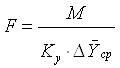 F = M / (K_y · ΔȲ_cp)